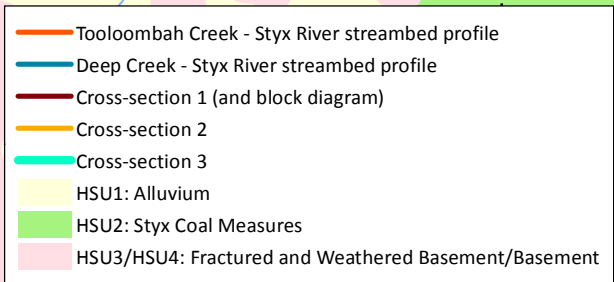 Tooloombah Creek - Styx River streambed profile
Deep Creek - Styx River streambed profile
Cross-section 1 (and block diagram)
Cross-section 2
Cross-section 3
HSU1: Alluvium
HSU2: Styx Coal Measures
HSU3/HSU4: Fractured and Weathered Basement/Basement